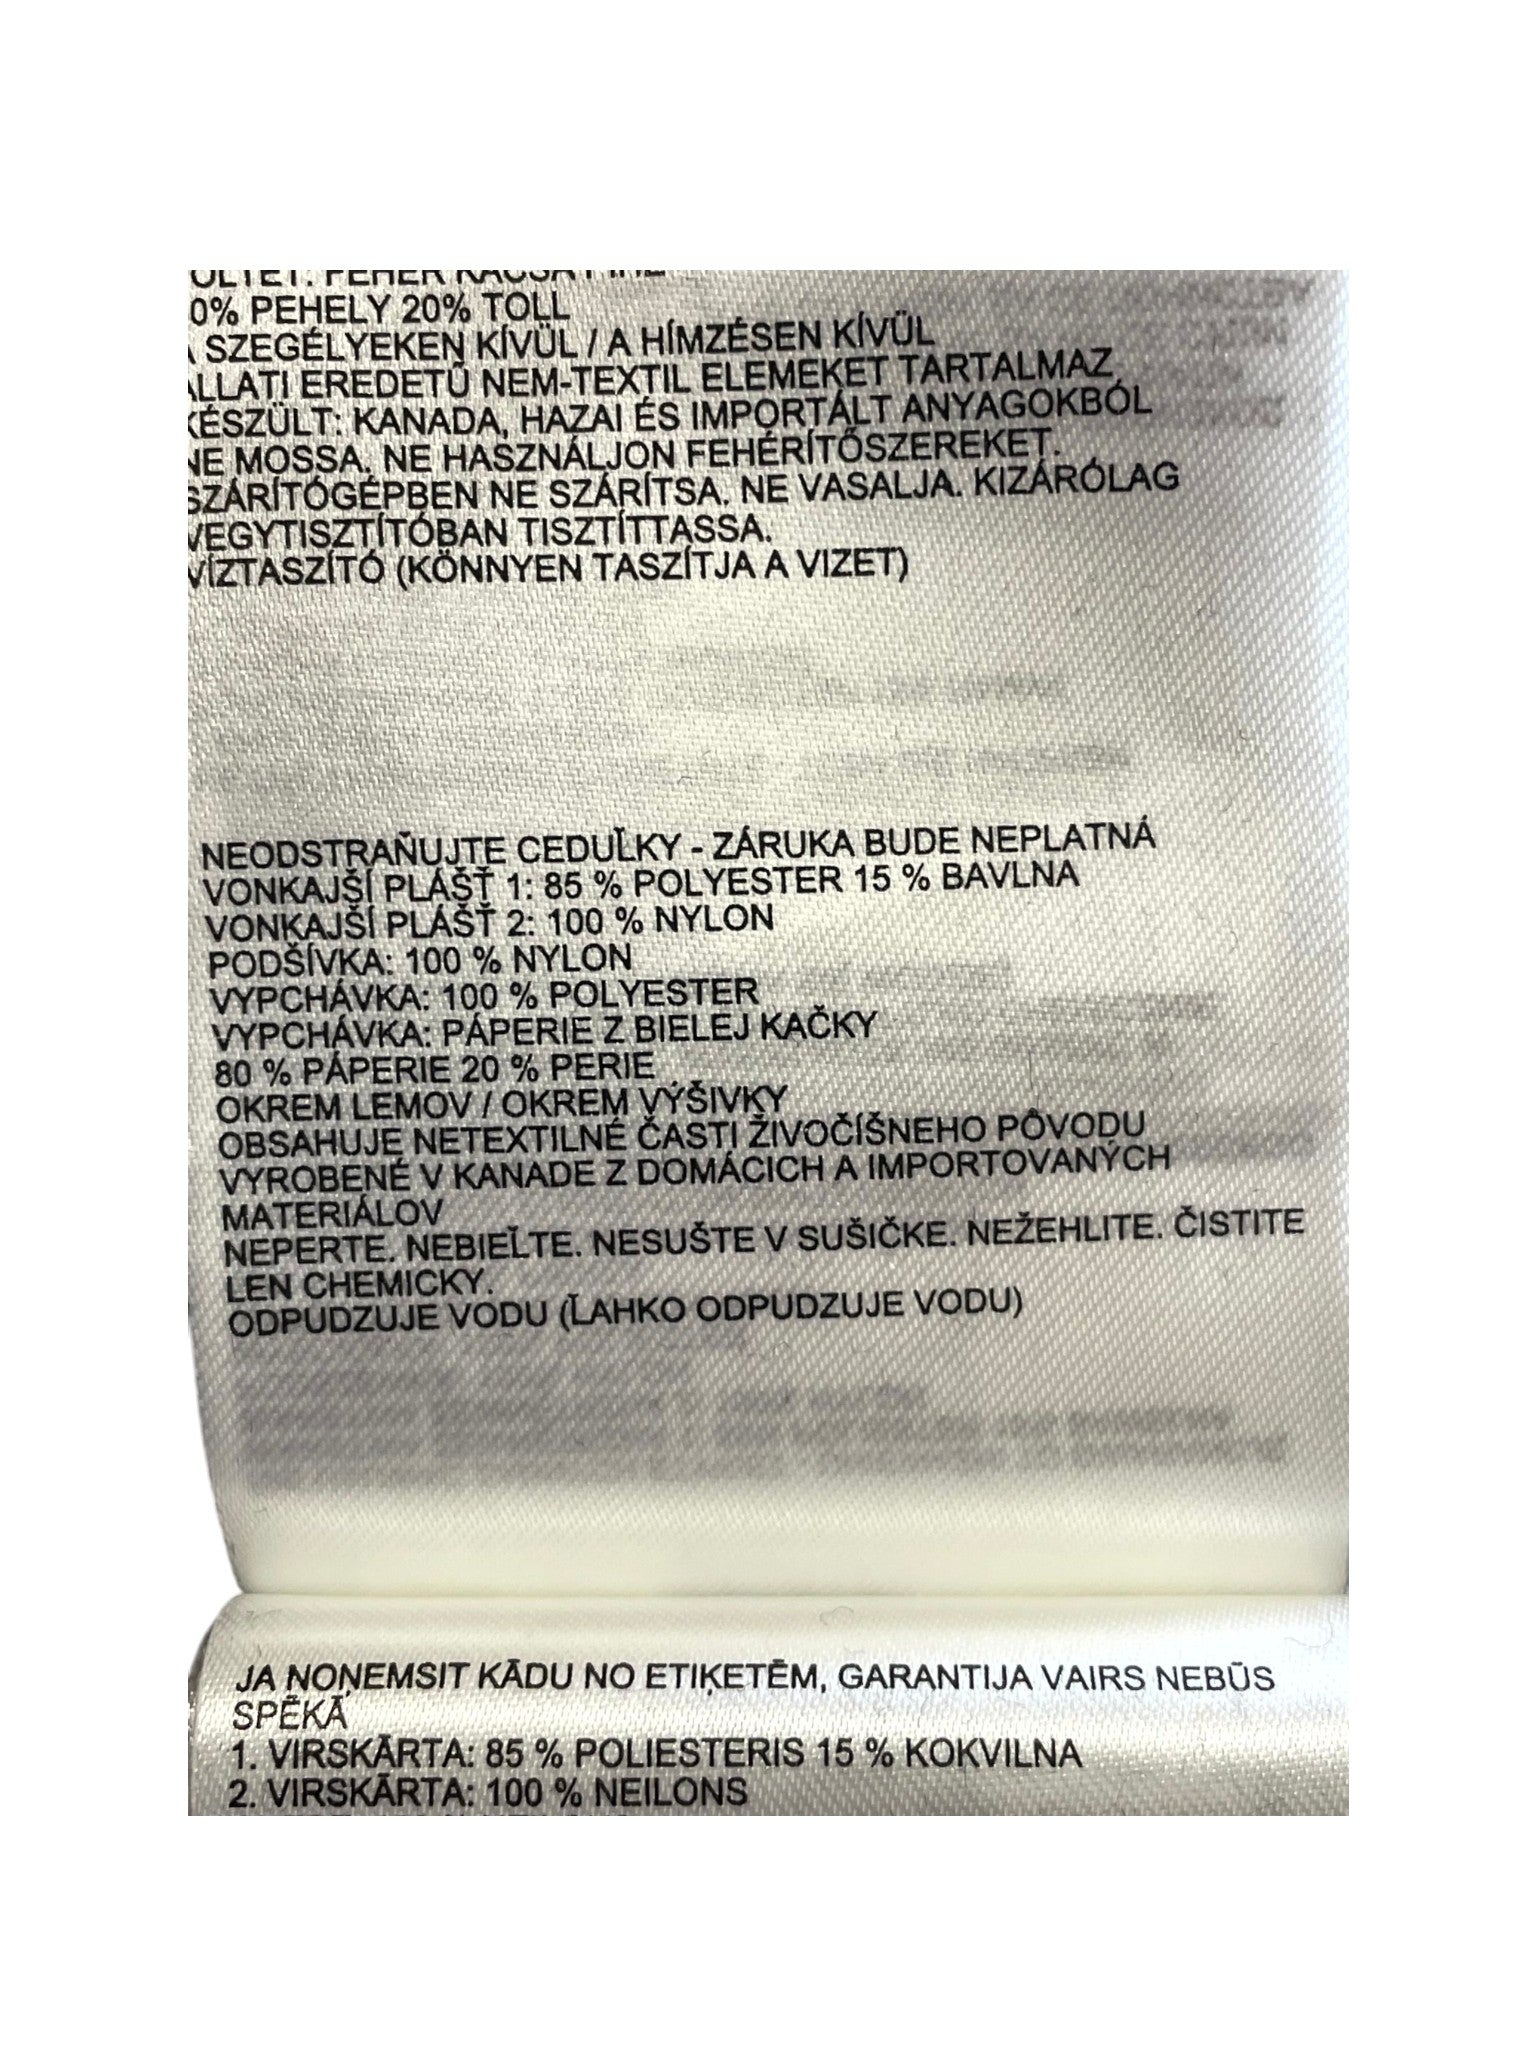 0% PEHELY 20% TOLL
SZEGÉLYEKEN KÍVÜL / A HÍMZÉSEN KÍVÜL
EREDETŰ NEM-TEXTIL ELEMEKET TARTALMAZ
KÉSZÜLT: KANADA, HAZAI ÉS IMPORTÁLT ANYAGOKBÓL
NE MOSSA. NE HASZNÁLJON FEHÉRÍTŐSZEREKET.
SZÁRÍTÓGÉPBEN NE SZÁRÍTSA. NE VASALJA. KIZÁRÓLAG
VEGYTISZTÍTÓBAN TISZTÍTTASSA.
VÍZTASZÍTÓ (KÖNNYEN TASZÍTJA A VIZET)
NEODSTRAŇUJTE CEDUĽKY - ZÁRUKA BUDE NEPLATNÁ
VONKAJŠÍ PLÁŠŤ 1: 85 % POLYESTER 15 % BAVLNA
VONKAJŠÍ PLÁŠŤ 2: 100 % NYLON
PODŠÍVKA: 100 % NYLON
VYPCHÁVKA: 100 % POLYESTER
VYPCHÁVKA: PÁPERIE Z BIELEJ KAČKY
80 % PÁPERIE 20 % PERIE
OKREM LEMOV / OKREM VÝŠIVKY
OBSAHUJE NETEXTILNÉ ČASTI ŽIVOČÍŠNEHO PÔVODU
VYROBENÉ V KANADE Z DOMÁCICH A IMPORTOVANÝCH
MATERIÁLOV
NEPERTE. NEBIEĽTE. NESUŠTE V SUŠIČKE. NEŽEHLITE. ČISTITE
LEN CHEMICKY.
ODPUDZUJE VODU (ĽAHKO ODPUDZUJE VODU)
JA NOŅEMSIT KĀDU NO ETIĶETĒM, GARANTIJA VAIRS NEBŪS
SPĒKĀ
1. VIRSKĀRTA: 85 % POLIESTERIS 15 % KOKVILNA
2. VIRSKĀRTA: 100 % NEILONS